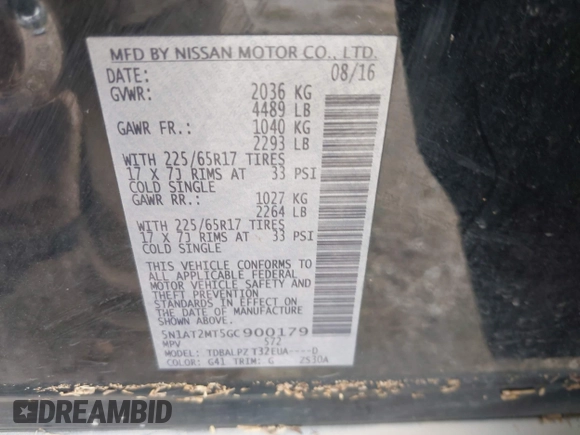 MFD BY NISSAN MOTOR CO., LTD.
DATE: 08/16
GVWR: 2036 KG
4489 LB
GAWR FR.: 1040 KG
2293 LB
WITH 225/65R17 TIRES
17 X 7J RIMS AT 33 PSI
COLD SINGLE
GAWR RR.: 1027 KG
2264 LB
WITH 225/65R17 TIRES
17 X 7J RIMS AT 33 PSI
COLD SINGLE
THIS VEHICLE CONFORMS TO
ALL APPLICABLE FEDERAL
MOTOR VEHICLE SAFETY AND
THEFT PREVENTION
STANDARDS IN EFFECT ON
THE DATE OF MANUFACTURE
SHOWN ABOVE.
5N1AT2MT5GC900179
MPV 572
MODEL: TDBALPZ T32EUA----D
COLOR: G41 TRIM: G 2530A
DREAMBID